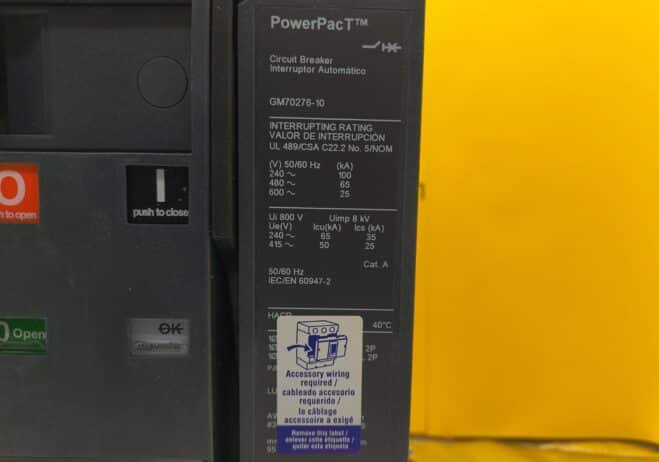 PowerPacT™
Circuit Breaker
Interruptor Automático
GM70276-10
INTERRUPTING RATING
VALOR DE INTERRUPCIÓN
UL 489/CSA C22.2 No. 5/NOM
(V) 50/60 Hz (kA)
240 ~ 100
480 ~ 65
600 ~ 25
Ui 800 V Uimp 8 kV
Ue(V) Icu(kA) Ics (kA)
240 ~ 65 35
415 ~ 50 25
Cat. A
50/60 Hz
IEC/EN 60947-2
40°C
2P
, 2P
LU
Accessory wiring
required /
cableado accesorio
requerido /
le câblage
accessoire a exigé
Remove this label /
enlever cette étiquette /
quitar esta etiqueta
O
to open
I
push to close
O Open
OK